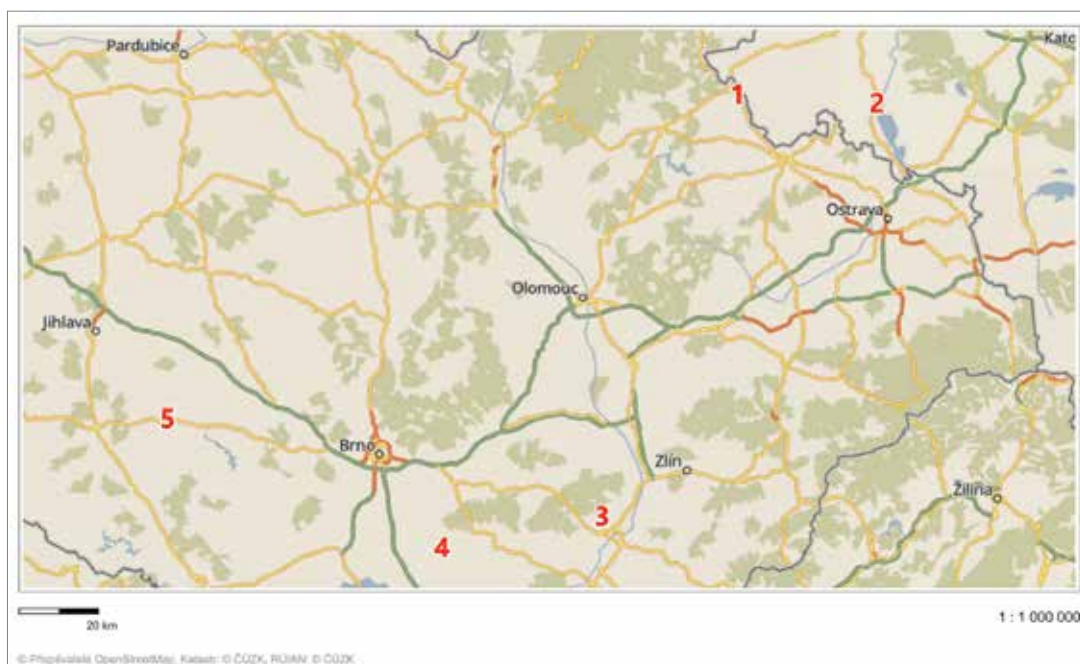 Pardubice
Kato
1
2
Ostrava
Olomouc
Jihlava
5
Brno
Zlín
Žilina
3
4
20 km
1 : 1 000 000
© Přispěvatelé OpenStreetMap, Katastr: © ČÚZK, RÚIAN: © ČÚZK